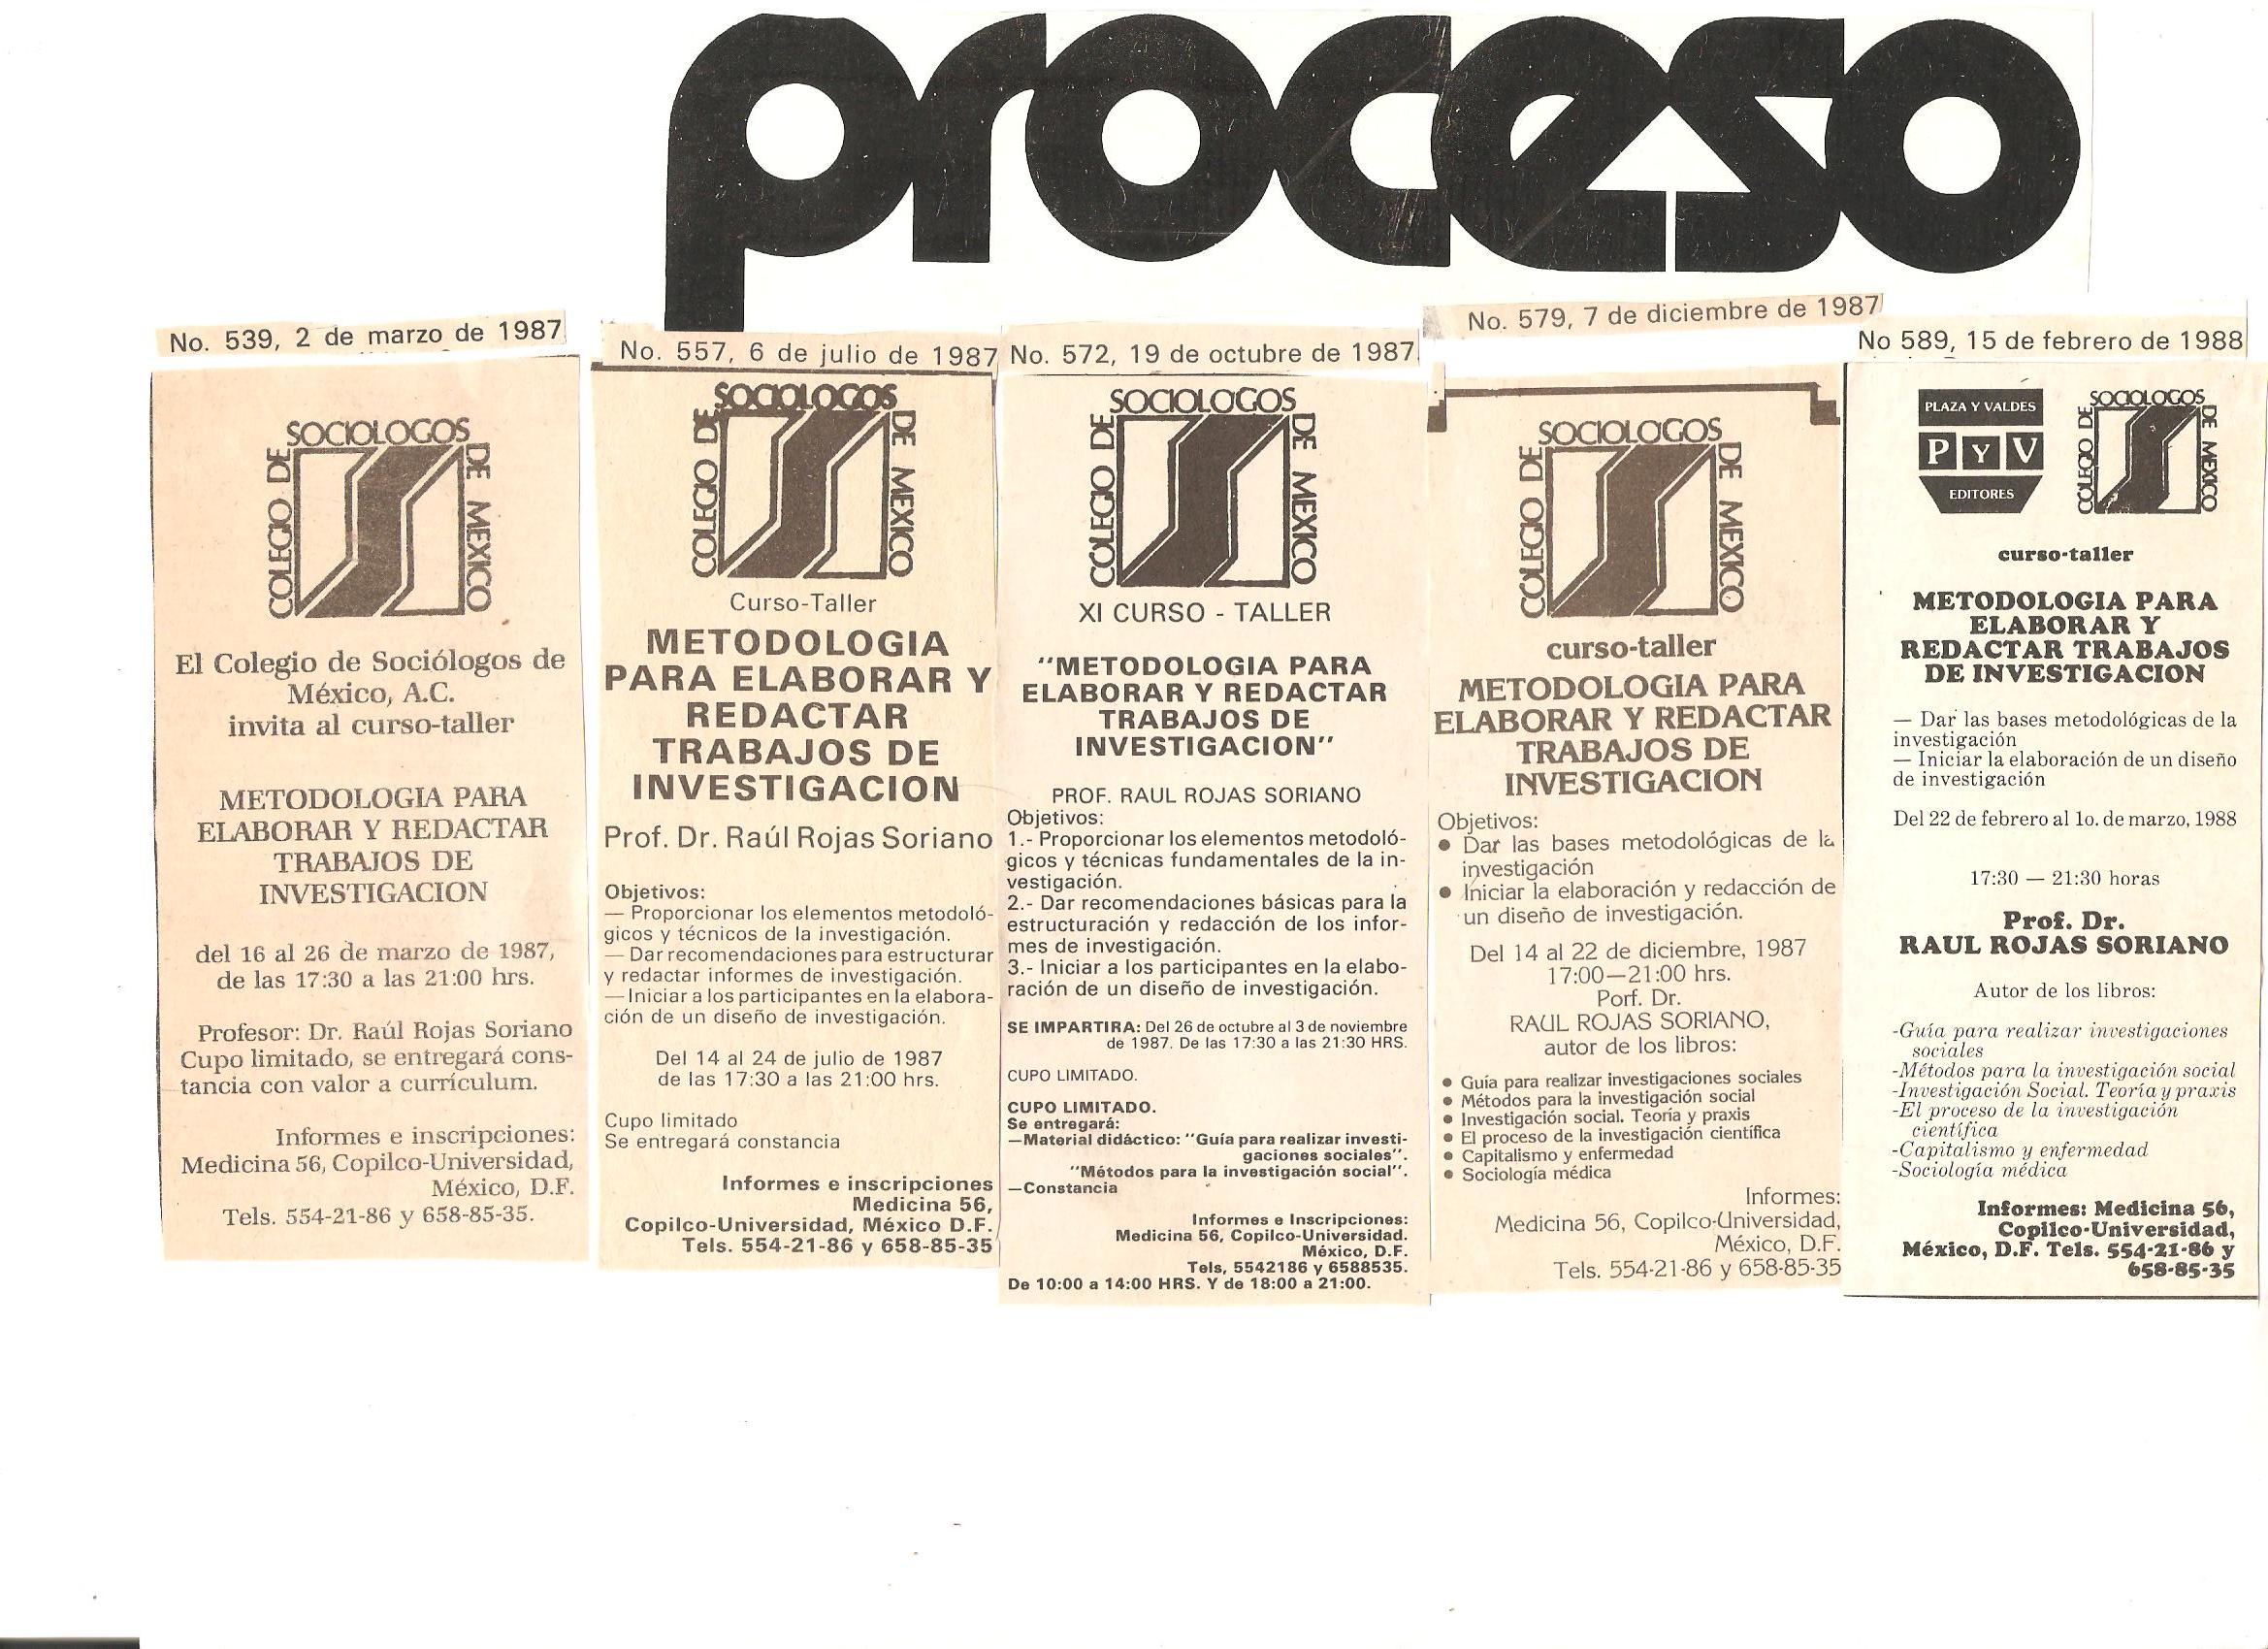 proceso
No. 539, 2 de marzo de 1987
COLEGIO DE
SOCIOLOGOS
DE MEXICO
El Colegio de Sociólogos de
México, A.C.
invita al curso-taller
METODOLOGIA PARA
ELABORAR Y REDACTAR
TRABAJOS DE
INVESTIGACION
del 16 al 26 de marzo de 1987,
de las 17:30 a las 21:00 hrs.
Profesor: Dr. Raúl Rojas Soriano
Cupo limitado, se entregará cons-
tancia con valor a currículum.
Informes e inscripciones:
Medicina 56, Copilco-Universidad,
México, D.F.
Tels. 554-21-86 y 658-85-35.
No. 557, 6 de julio de 1987
COLEGIO DE
SOCIOLOGOS
DE MEXICO
Curso-Taller
METODOLOGIA
PARA ELABORAR Y
REDACTAR
TRABAJOS DE
INVESTIGACION
Prof. Dr. Raúl Rojas Soriano
Objetivos:
— Proporcionar los elementos metodoló-
gicos y técnicos de la investigación.
— Dar recomendaciones para estructurar
y redactar informes de investigación.
— Iniciar a los participantes en la elabora-
ción de un diseño de investigación.
Del 14 al 24 de julio de 1987
de las 17:30 a las 21:00 hrs.
Cupo limitado
Se entregará constancia
Informes e inscripciones
Medicina 56,
Copilco-Universidad, México D.F.
Tels. 554-21-86 y 658-85-35
No. 572, 19 de octubre de 1987
COLEGIO DE
SOCIOLOGOS
DE MEXICO
XI CURSO - TALLER
"METODOLOGIA PARA
ELABORAR Y REDACTAR
TRABAJOS DE
INVESTIGACION"
PROF. RAUL ROJAS SORIANO
Objetivos:
1.- Proporcionar los elementos metodoló-
gicos y técnicas fundamentales de la in-
vestigación.
2.- Dar recomendaciones básicas para la
estructuración y redacción de los infor-
mes de investigación.
3.- Iniciar a los participantes en la elabo-
ración de un diseño de investigación.
SE IMPARTIRA: Del 26 de octubre al 3 de noviembre
de 1987. De las 17:30 a las 21:30 HRS.
CUPO LIMITADO.
CUPO LIMITADO.
Se entregará:
—Material didáctico: "Guía para realizar investi-
gaciones sociales".
"Métodos para la investigación social".
—Constancia
Informes e Inscripciones:
Medicina 56, Copilco-Universidad.
México, D.F.
Tels, 5542186 y 6588535.
De 10:00 a 14:00 HRS. Y de 18:00 a 21:00.
No. 579, 7 de diciembre de 1987
COLEGIO DE
SOCIOLOGOS
DE MEXICO
curso-taller
METODOLOGIA PARA
ELABORAR Y REDACTAR
TRABAJOS DE
INVESTIGACION
Objetivos:
● Dar las bases metodológicas de la
investigación
● Iniciar la elaboración y redacción de
un diseño de investigación.
Del 14 al 22 de diciembre, 1987
17:00—21:00 hrs.
Porf. Dr.
RAUL ROJAS SORIANO,
autor de los libros:
● Guía para realizar investigaciones sociales
● Métodos para la investigación social
● Investigación social. Teoría y praxis
● El proceso de la investigación científica
● Capitalismo y enfermedad
● Sociología médica
Informes:
Medicina 56, Copilco-Universidad,
México, D.F.
Tels. 554-21-86 y 658-85-35
No 589, 15 de febrero de 1988
PLAZA Y VALDES
P Y V
EDITORES
COLEGIO DE
SOCIOLOGOS
DE MEXICO
curso-taller
METODOLOGIA PARA
ELABORAR Y
REDACTAR TRABAJOS
DE INVESTIGACION
— Dar las bases metodológicas de la
investigación
— Iniciar la elaboración de un diseño
de investigación
Del 22 de febrero al 1o. de marzo, 1988
17:30 — 21:30 horas
Prof. Dr.
RAUL ROJAS SORIANO
Autor de los libros:
-Guía para realizar investigaciones
sociales
-Métodos para la investigación social
-Investigación Social. Teoría y praxis
-El proceso de la investigación
científica
-Capitalismo y enfermedad
-Sociología médica
Informes: Medicina 56,
Copilco-Universidad,
México, D.F. Tels. 554-21-86 y
658-85-35